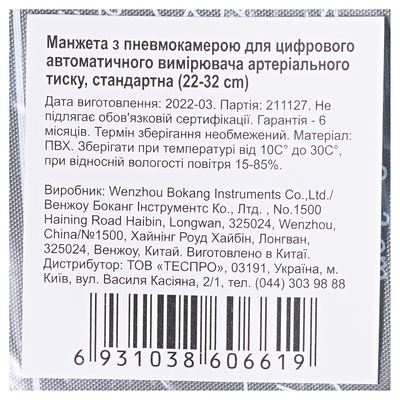 Манжета з пневмокамерою для цифрового
автоматичного вимірювача артеріального
тиску, стандартна (22-32 cm)
Дата виготовлення: 2022-03. Партія: 211127. Не
підлягає обов'язковій сертифікації. Гарантія - 6
місяців. Термін зберігання необмежений. Матеріал:
ПВХ. Зберігати при температурі від 10С° до 30С°,
при відносній вологості повітря 15-85%.
Виробник: Wenzhou Bokang Instruments Co.,Ltd./
Венжоу Боканг Інструментс Ко., Лтд. , No.1500
Haining Road Haibin, Longwan, 325024, Wenzhou,
China/№1500, Хайнінг Роуд Хайбін, Лонгван,
325024, Венжоу, Китай. Виготовлено в Китаї.
Дистрибутор: ТОВ «ТЕСПРО», 03191, Україна, м.
Київ, вул. Василя Касіяна, 2/1, тел. (044) 303 98 88
6 931038 606619